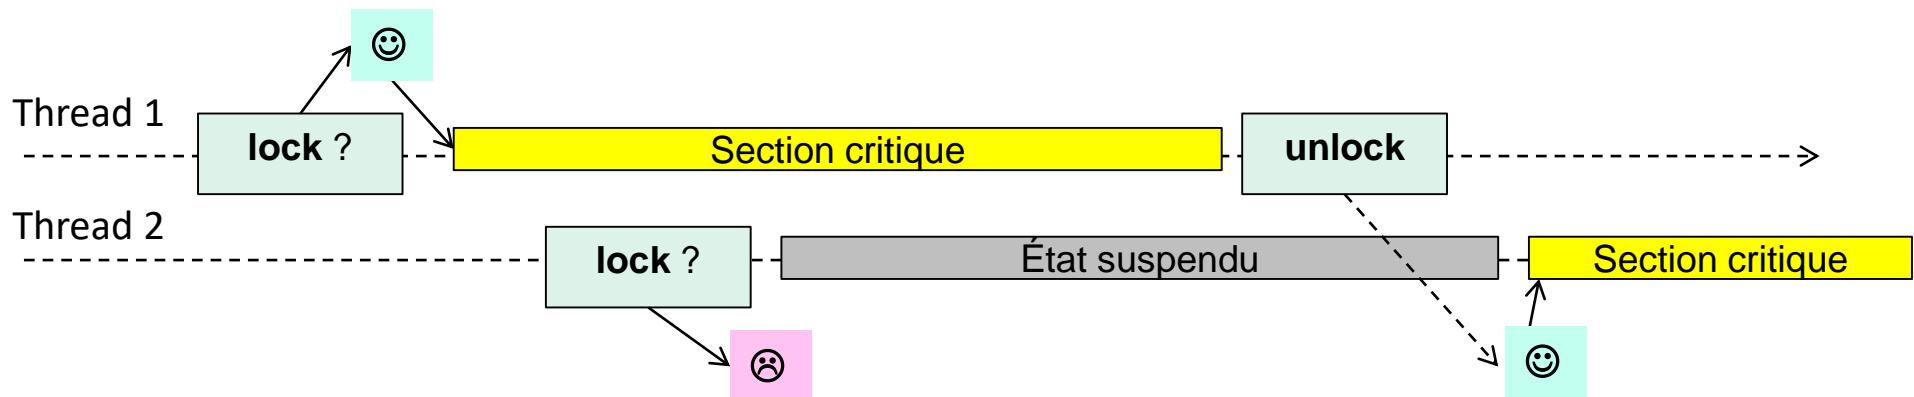 Thread 1
lock ?
Section critique
unlock
Thread 2
lock ?
État suspendu
Section critique